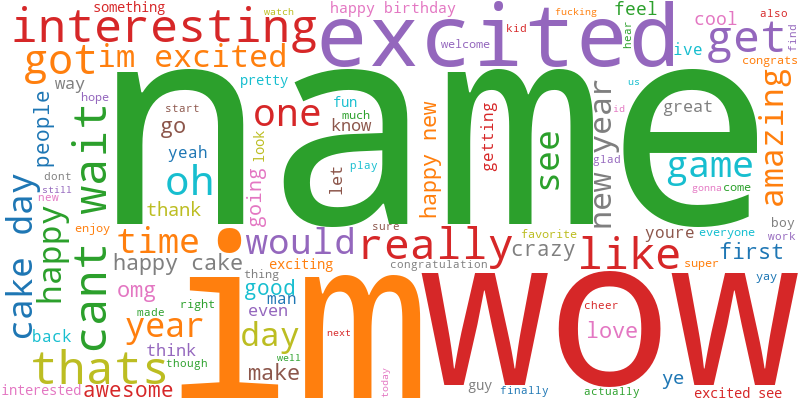 something
happy birthday
watch
fucking
feel
cool
also
interesting
excited
kid
welcome
hear
get
find
got
im excited
ive
congrats
way
pretty
us
name
people
hope
start
one
fun
much
know
getting
great
id
amazing
go
look
yeah
see
game
dont
still
new
cant wait
oh
let
play
happy new
new year
glad
gonna
come
cake day
happy
thank
going
enjoy
time
would
sure
really
favorite
crazy
like
youre
everyone
boy
work
first
happy cake
exciting
congratulation
super
im
wow
thing
omg
good
man
right
made
even
cheer
yay
back
year
day
next
love
think
though
well
thats
make
today
guy
finally
actually
ye
interested
awesome
excited see